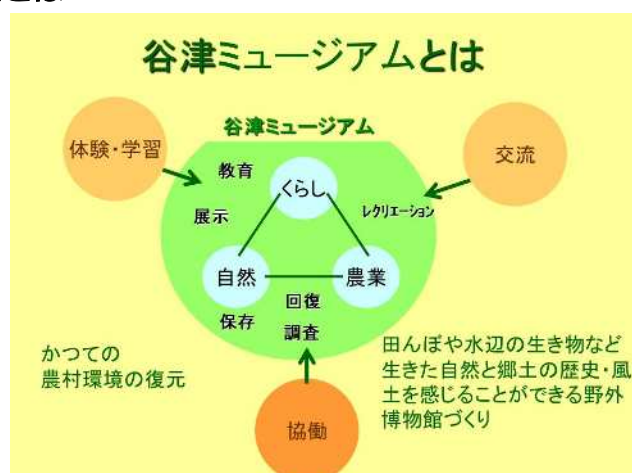 谷津ミュージアムとは
谷津ミュージアム
体験・学習
交流
教育
くらし
展示
レクリエーション
自然
農業
回復
保存
調査
かつての
農村環境の復元
田んぼや水辺の生き物など
生きた自然と郷土の歴史・風
土を感じることができる野外
博物館づくり
協働